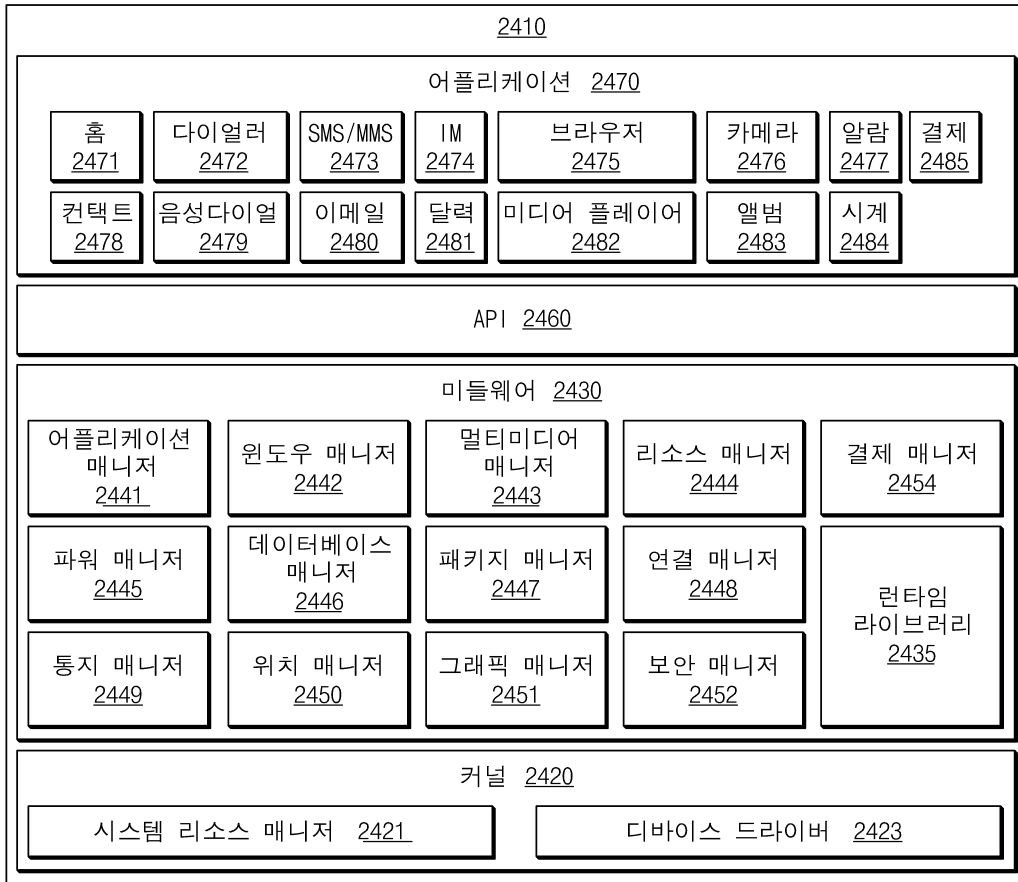 2410
어플리케이션 2470
홈
2471
다이얼러
2472
SMS/MMS
2473
IM
2474
브라우저
2475
카메라
2476
알람
2477
결제
2485
컨택트
2478
음성다이얼
2479
이메일
2480
달력
2481
미디어 플레이어
2482
앨범
2483
시계
2484
API 2460
미들웨어 2430
어플리케이션
매니저
2441
윈도우 매니저
2442
멀티미디어
매니저
2443
리소스 매니저
2444
결제 매니저
2454
파워 매니저
2445
데이터베이스
매니저
2446
패키지 매니저
2447
연결 매니저
2448
런타임
라이브러리
2435
통지 매니저
2449
위치 매니저
2450
그래픽 매니저
2451
보안 매니저
2452
커널 2420
시스템 리소스 매니저 2421
디바이스 드라이버 2423